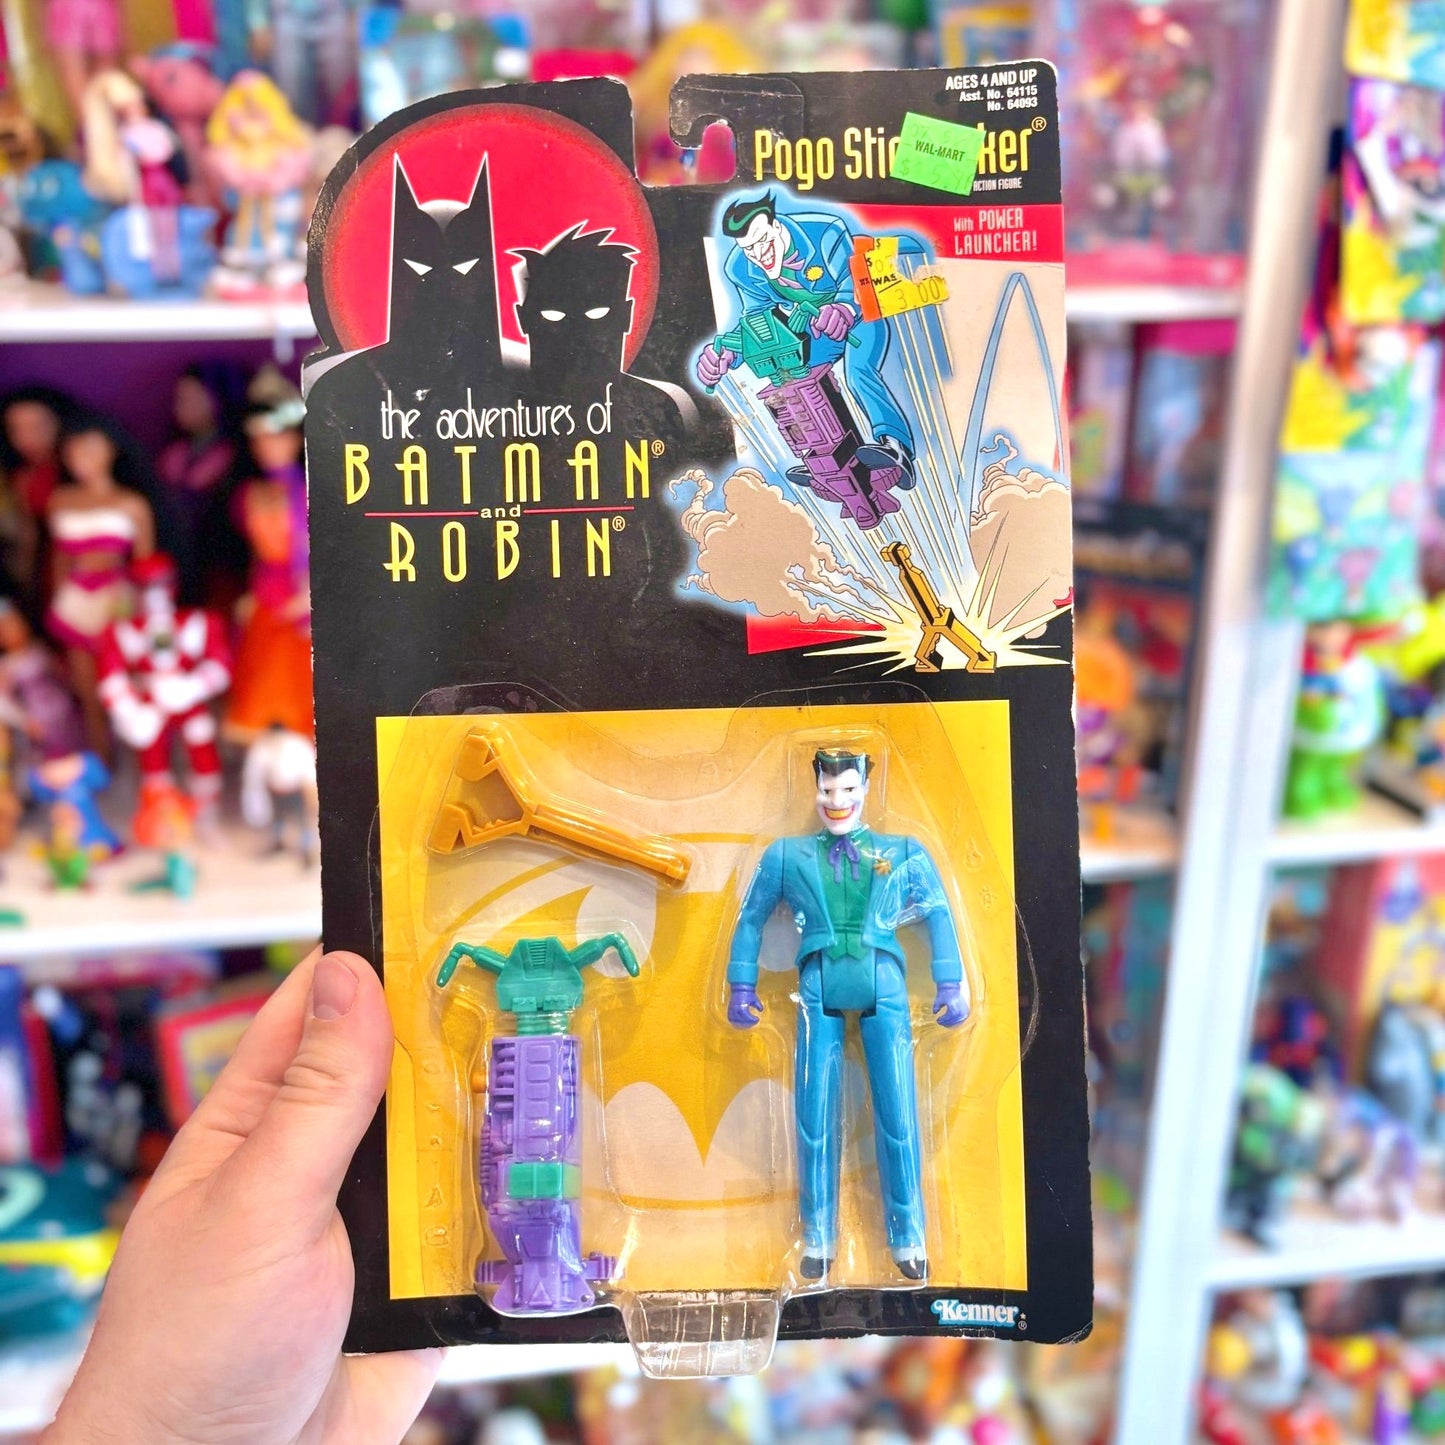 AGES 4 AND UP
Asst. No. 64115
No. 64093
Pogo Stic ker®
ACTION FIGURE
WAL-MART
With POWER
LAUNCHER!
WAS
3.00
the adventures of
BATMAN®
and
ROBIN®
Kenner®